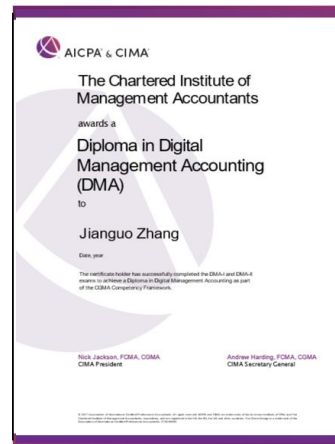 AICPA & CIMA
The Chartered Institute of
Management Accountants
awards a
Diploma in Digital
Management Accounting
(DMA)
to
Jianguo Zhang
Date, year
The certificate holder has successfully completed the DMA-I and DMA-II
exams to achieve a Diploma in Digital Management Accounting as part
of the CGMA Competency Framework.
Nick Jackson, FCMA, CGMA
CIMA President
Andrew Harding, FCMA, CGMA
CIMA Secretary General